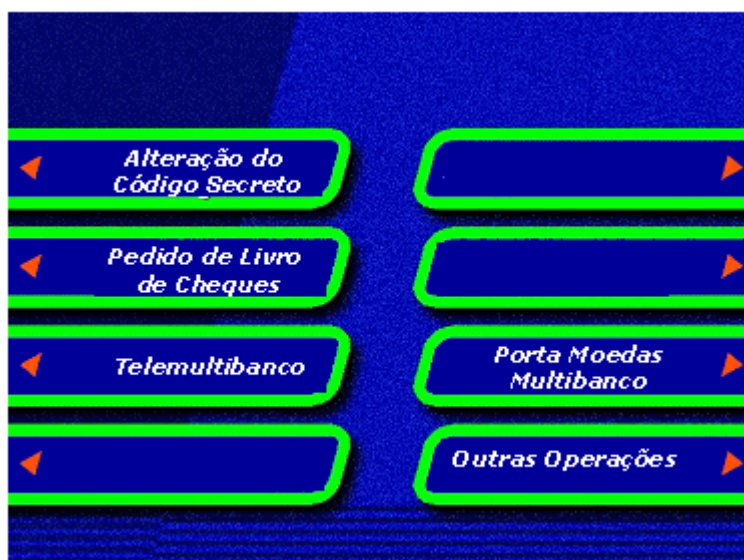 Alteração do
Código Secreto
Pedido de Livro
de Cheques
Telemultibanco
Porta Moedas
Multibanco
Outras Operações